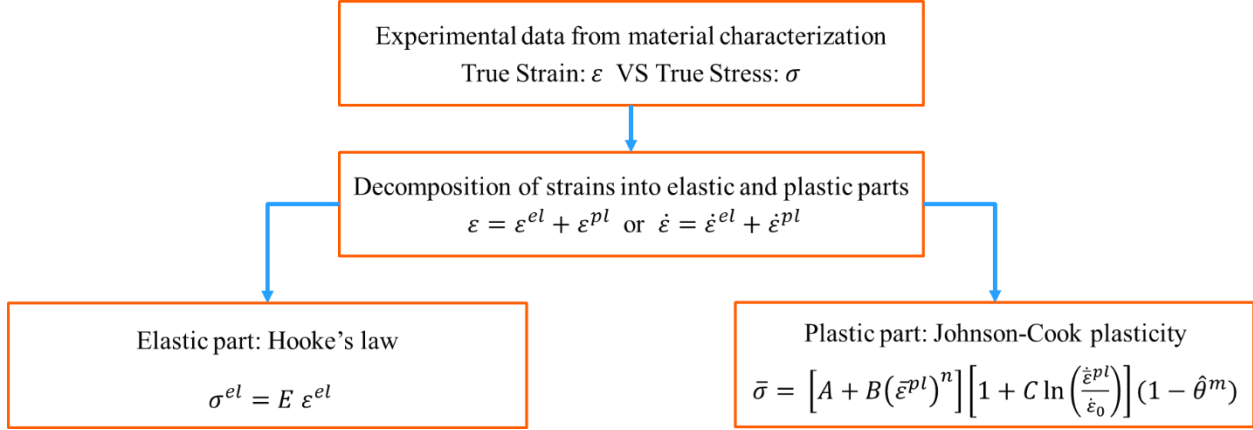 Experimental data from material characterization
True Strain: ε VS True Stress: σ
Decomposition of strains into elastic and plastic parts
ε = ε^{el} + ε^{pl} or ε̇ = ε̇^{el} + ε̇^{pl}
Elastic part: Hooke’s law
σ^{el} = E ε^{el}
Plastic part: Johnson-Cook plasticity
σ̄ = [A + B(ε̄^{pl})^n][1 + C ln(ε̄̇^{pl}/ε̇_0)](1 − θ̂^m)